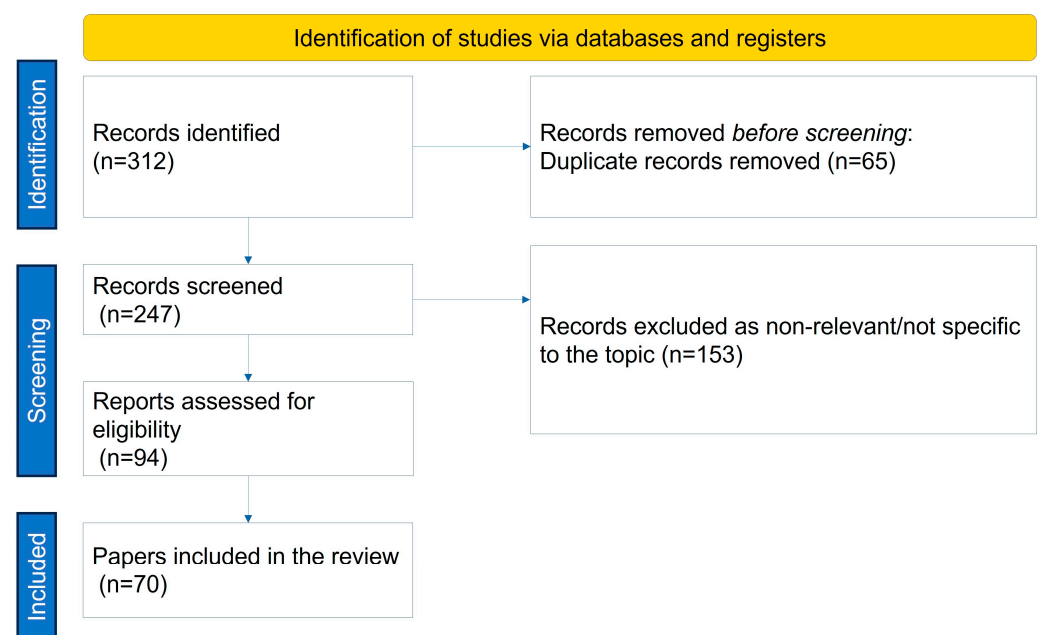 Identification of studies via databases and registers
Identification
Records identified
(n=312)
Records removed before screening:
Duplicate records removed (n=65)
Screening
Records screened
(n=247)
Records excluded as non-relevant/not specific
to the topic (n=153)
Reports assessed for
eligibility
(n=94)
Included
Papers included in the review
(n=70)